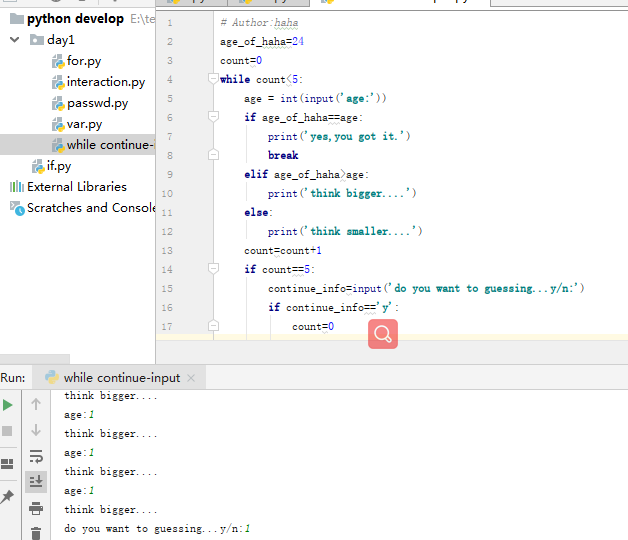 python develop E:\te
day1
for.py
interaction.py
passwd.py
var.py
while continue-i
if.py
External Libraries
Scratches and Console
1 # Author:haha
2 age_of_haha=24
3 count=0
4 while count<5:
5 age = int(input('age:'))
6 if age_of_haha==age:
7 print('yes,you got it.')
8 break
9 elif age_of_haha>age:
10 print('think bigger....')
11 else:
12 print('think smaller....')
13 count=count+1
14 if count==5:
15 continue_info=input('do you want to guessing...y/n:')
16 if continue_info=='y':
17 count=0
Run: while continue-input
think bigger....
age:1
think bigger....
age:1
think bigger....
age:1
think bigger....
do you want to guessing...y/n:1